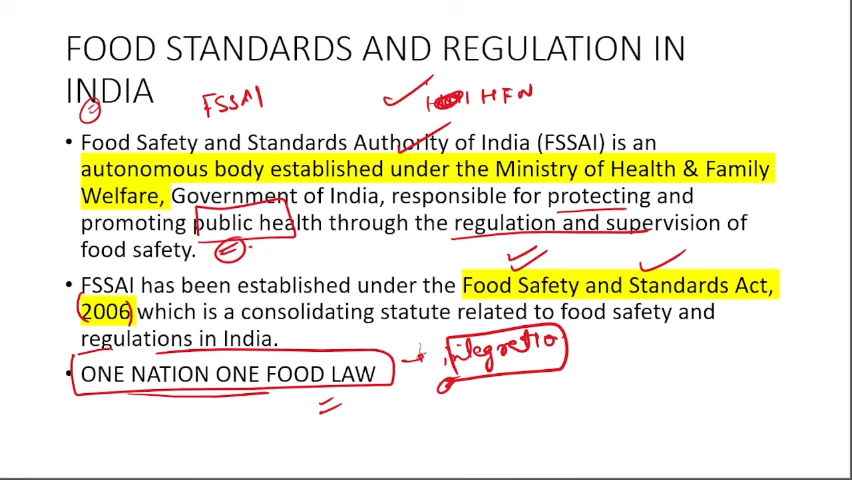 FOOD STANDARDS AND REGULATION IN
INDIA
FSSAI
HFW
• Food Safety and Standards Authority of India (FSSAI) is an
autonomous body established under the Ministry of Health & Family
Welfare, Government of India, responsible for protecting and
promoting public health through the regulation and supervision of
food safety.
• FSSAI has been established under the Food Safety and Standards Act,
2006 which is a consolidating statute related to food safety and
regulations in India.
• ONE NATION ONE FOOD LAW